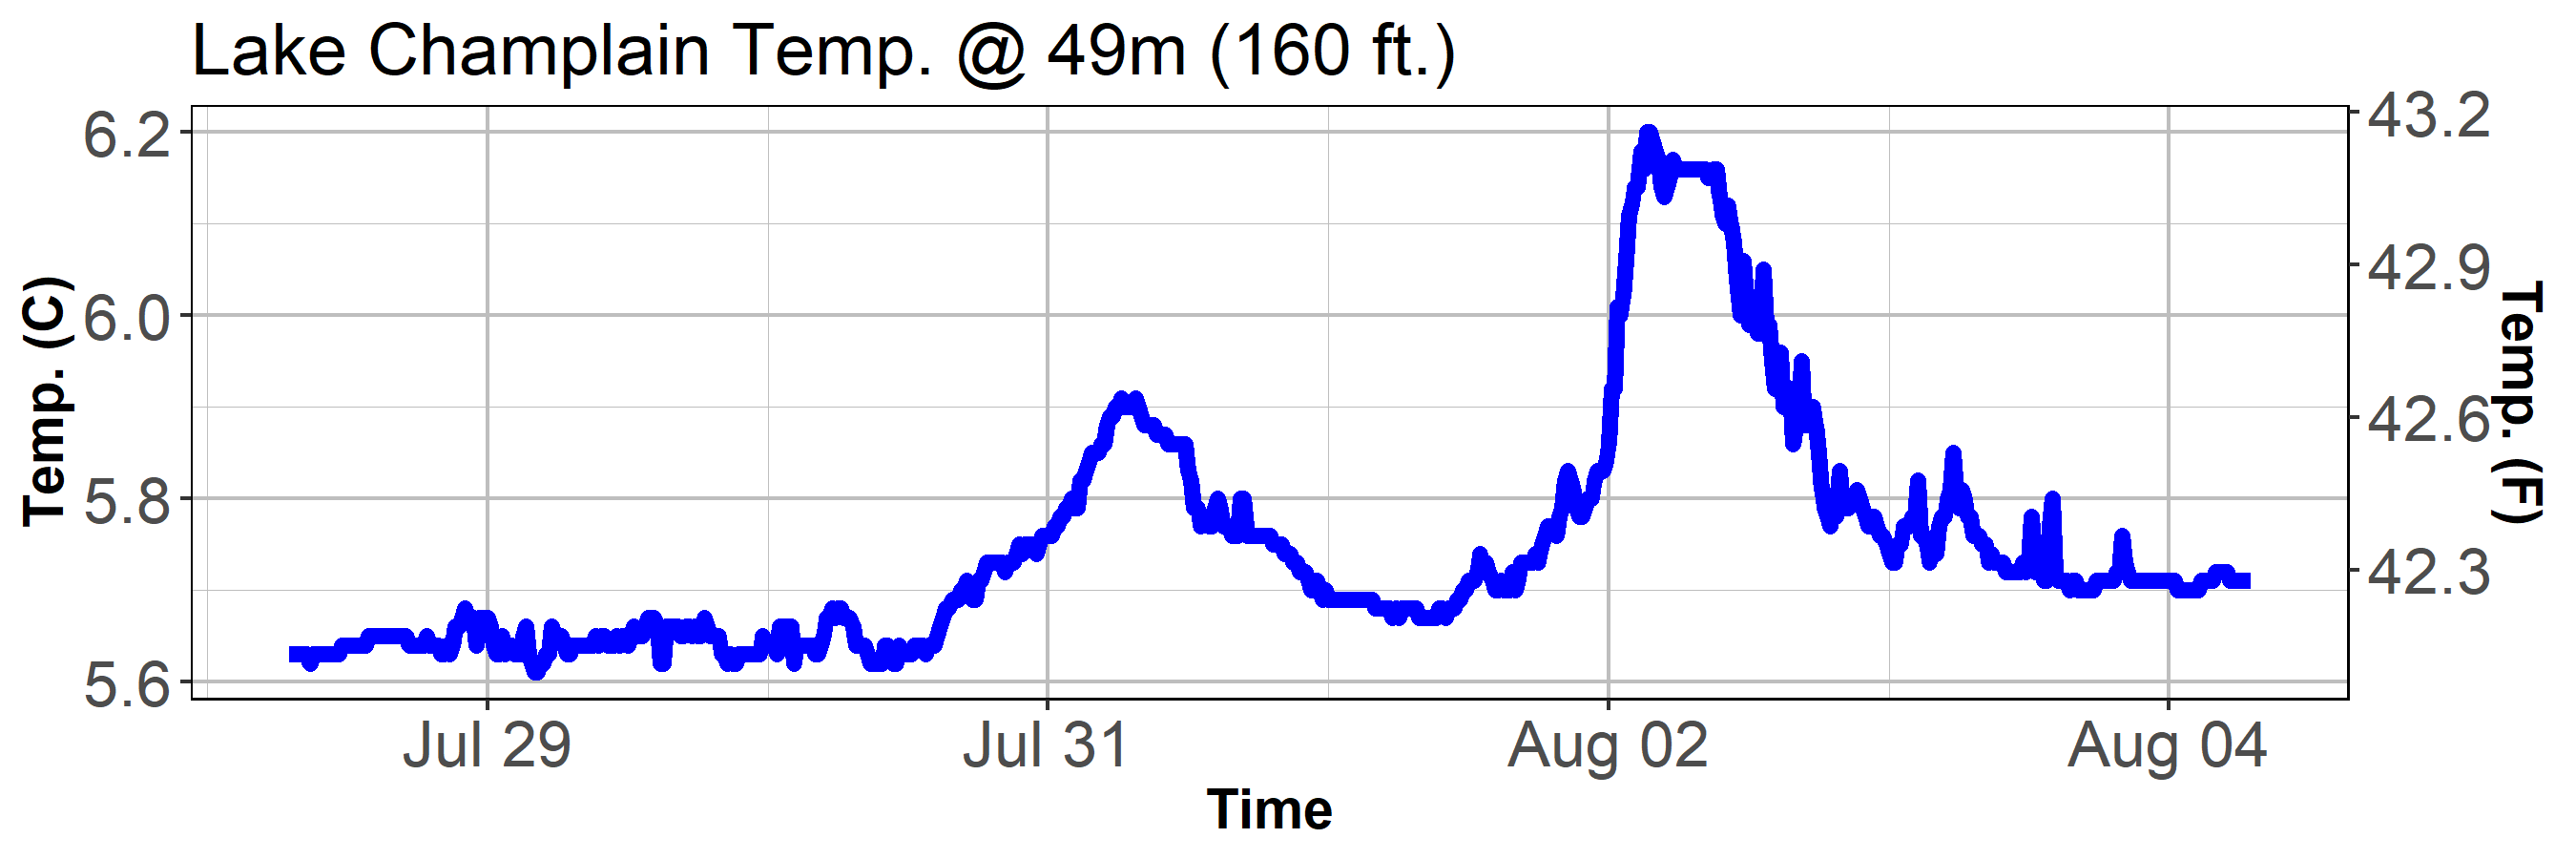 Lake Champlain Temp. @ 49m (160 ft.)
Temp. (C)
6.2
6.0
5.8
5.6
43.2
42.9
42.6
42.3
Temp. (F)
Jul 29 Jul 31 Aug 02 Aug 04
Time